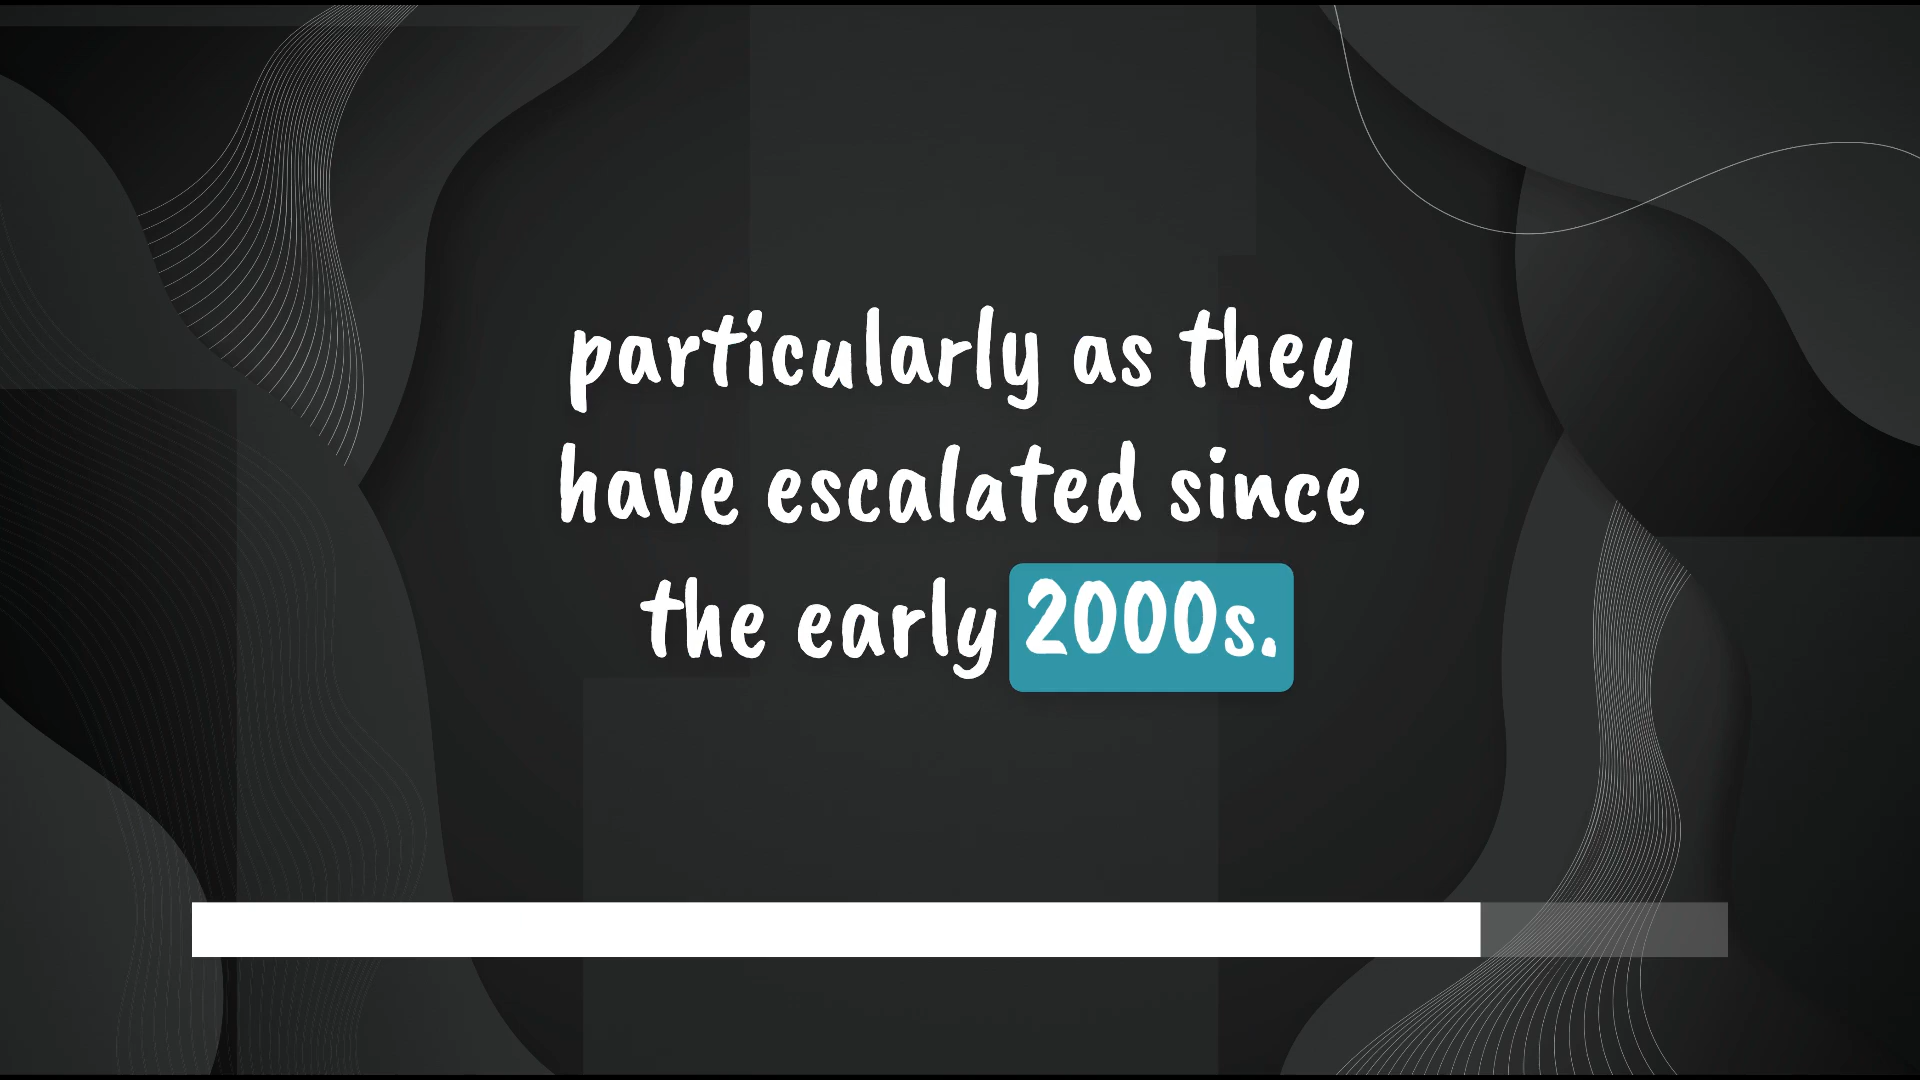 particularly as they
have escalated since
the early 2000s.